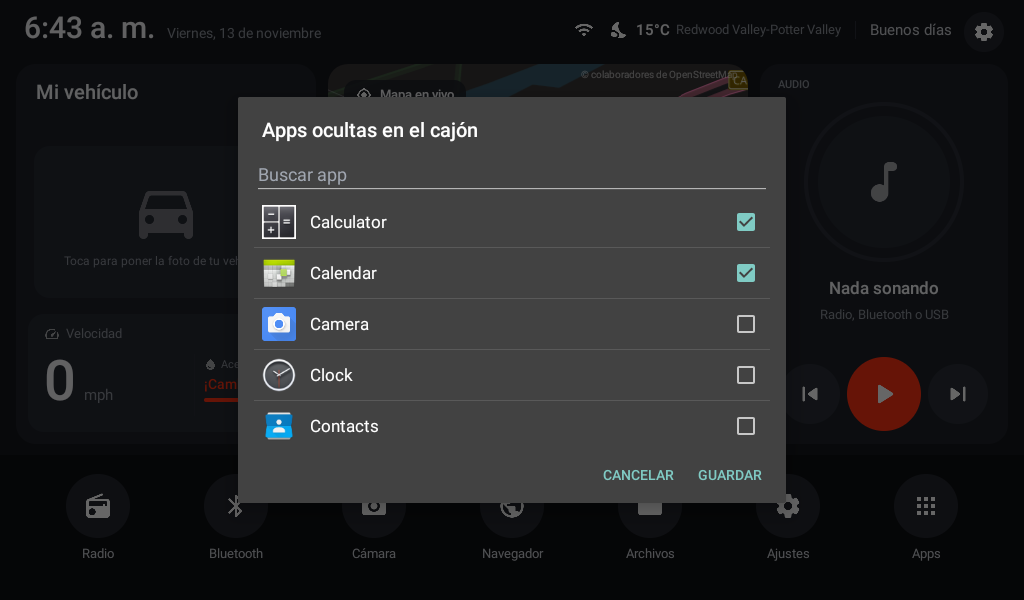 6:43 a. m. Viernes, 13 de noviembre
15°C Redwood Valley-Potter Valley
Buenos días
Mi vehículo
© colaboradores de OpenStreetMap
CA
Mapa en vivo
AUDIO
Apps ocultas en el cajón
Buscar app
Calculator
Calendar
Camera
Clock
Contacts
CANCELAR
GUARDAR
Toca para poner la foto de tu
Velocidad
0 mph
¡Cam
Nada sonando
Radio, Bluetooth o USB
Radio
Bluetooth
Cámara
Navegador
Archivos
Ajustes
Apps